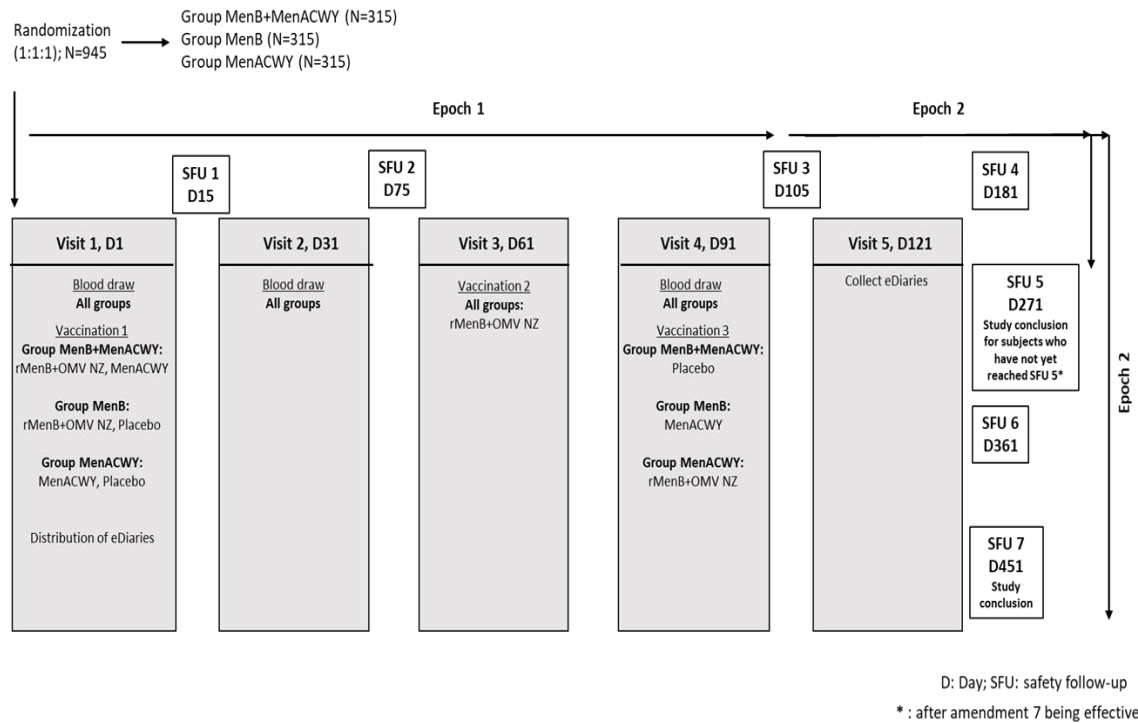 Randomization
(1:1:1); N=945
Group MenB+MenACWY (N=315)
Group MenB (N=315)
Group MenACWY (N=315)
Epoch 1
Epoch 2
SFU 1
D15
SFU 2
D75
SFU 3
D105
SFU 4
D181
Visit 1, D1
Blood draw
All groups
Vaccination 1
Group MenB+MenACWY:
rMenB+OMV NZ, MenACWY
Group MenB:
rMenB+OMV NZ, Placebo
Group MenACWY:
MenACWY, Placebo
Distribution of eDiaries
Visit 2, D31
Blood draw
All groups
Visit 3, D61
Vaccination 2
All groups:
rMenB+OMV NZ
Visit 4, D91
Blood draw
All groups
Vaccination 3
Group MenB+MenACWY:
Placebo
Group MenB:
MenACWY
Group MenACWY:
rMenB+OMV NZ
Visit 5, D121
Collect eDiaries
SFU 5
D271
Study conclusion
for subjects who
have not yet
reached SFU 5*
SFU 6
D361
SFU 7
D451
Study
conclusion
Epoch 2
D: Day; SFU: safety follow-up
* : after amendment 7 being effective